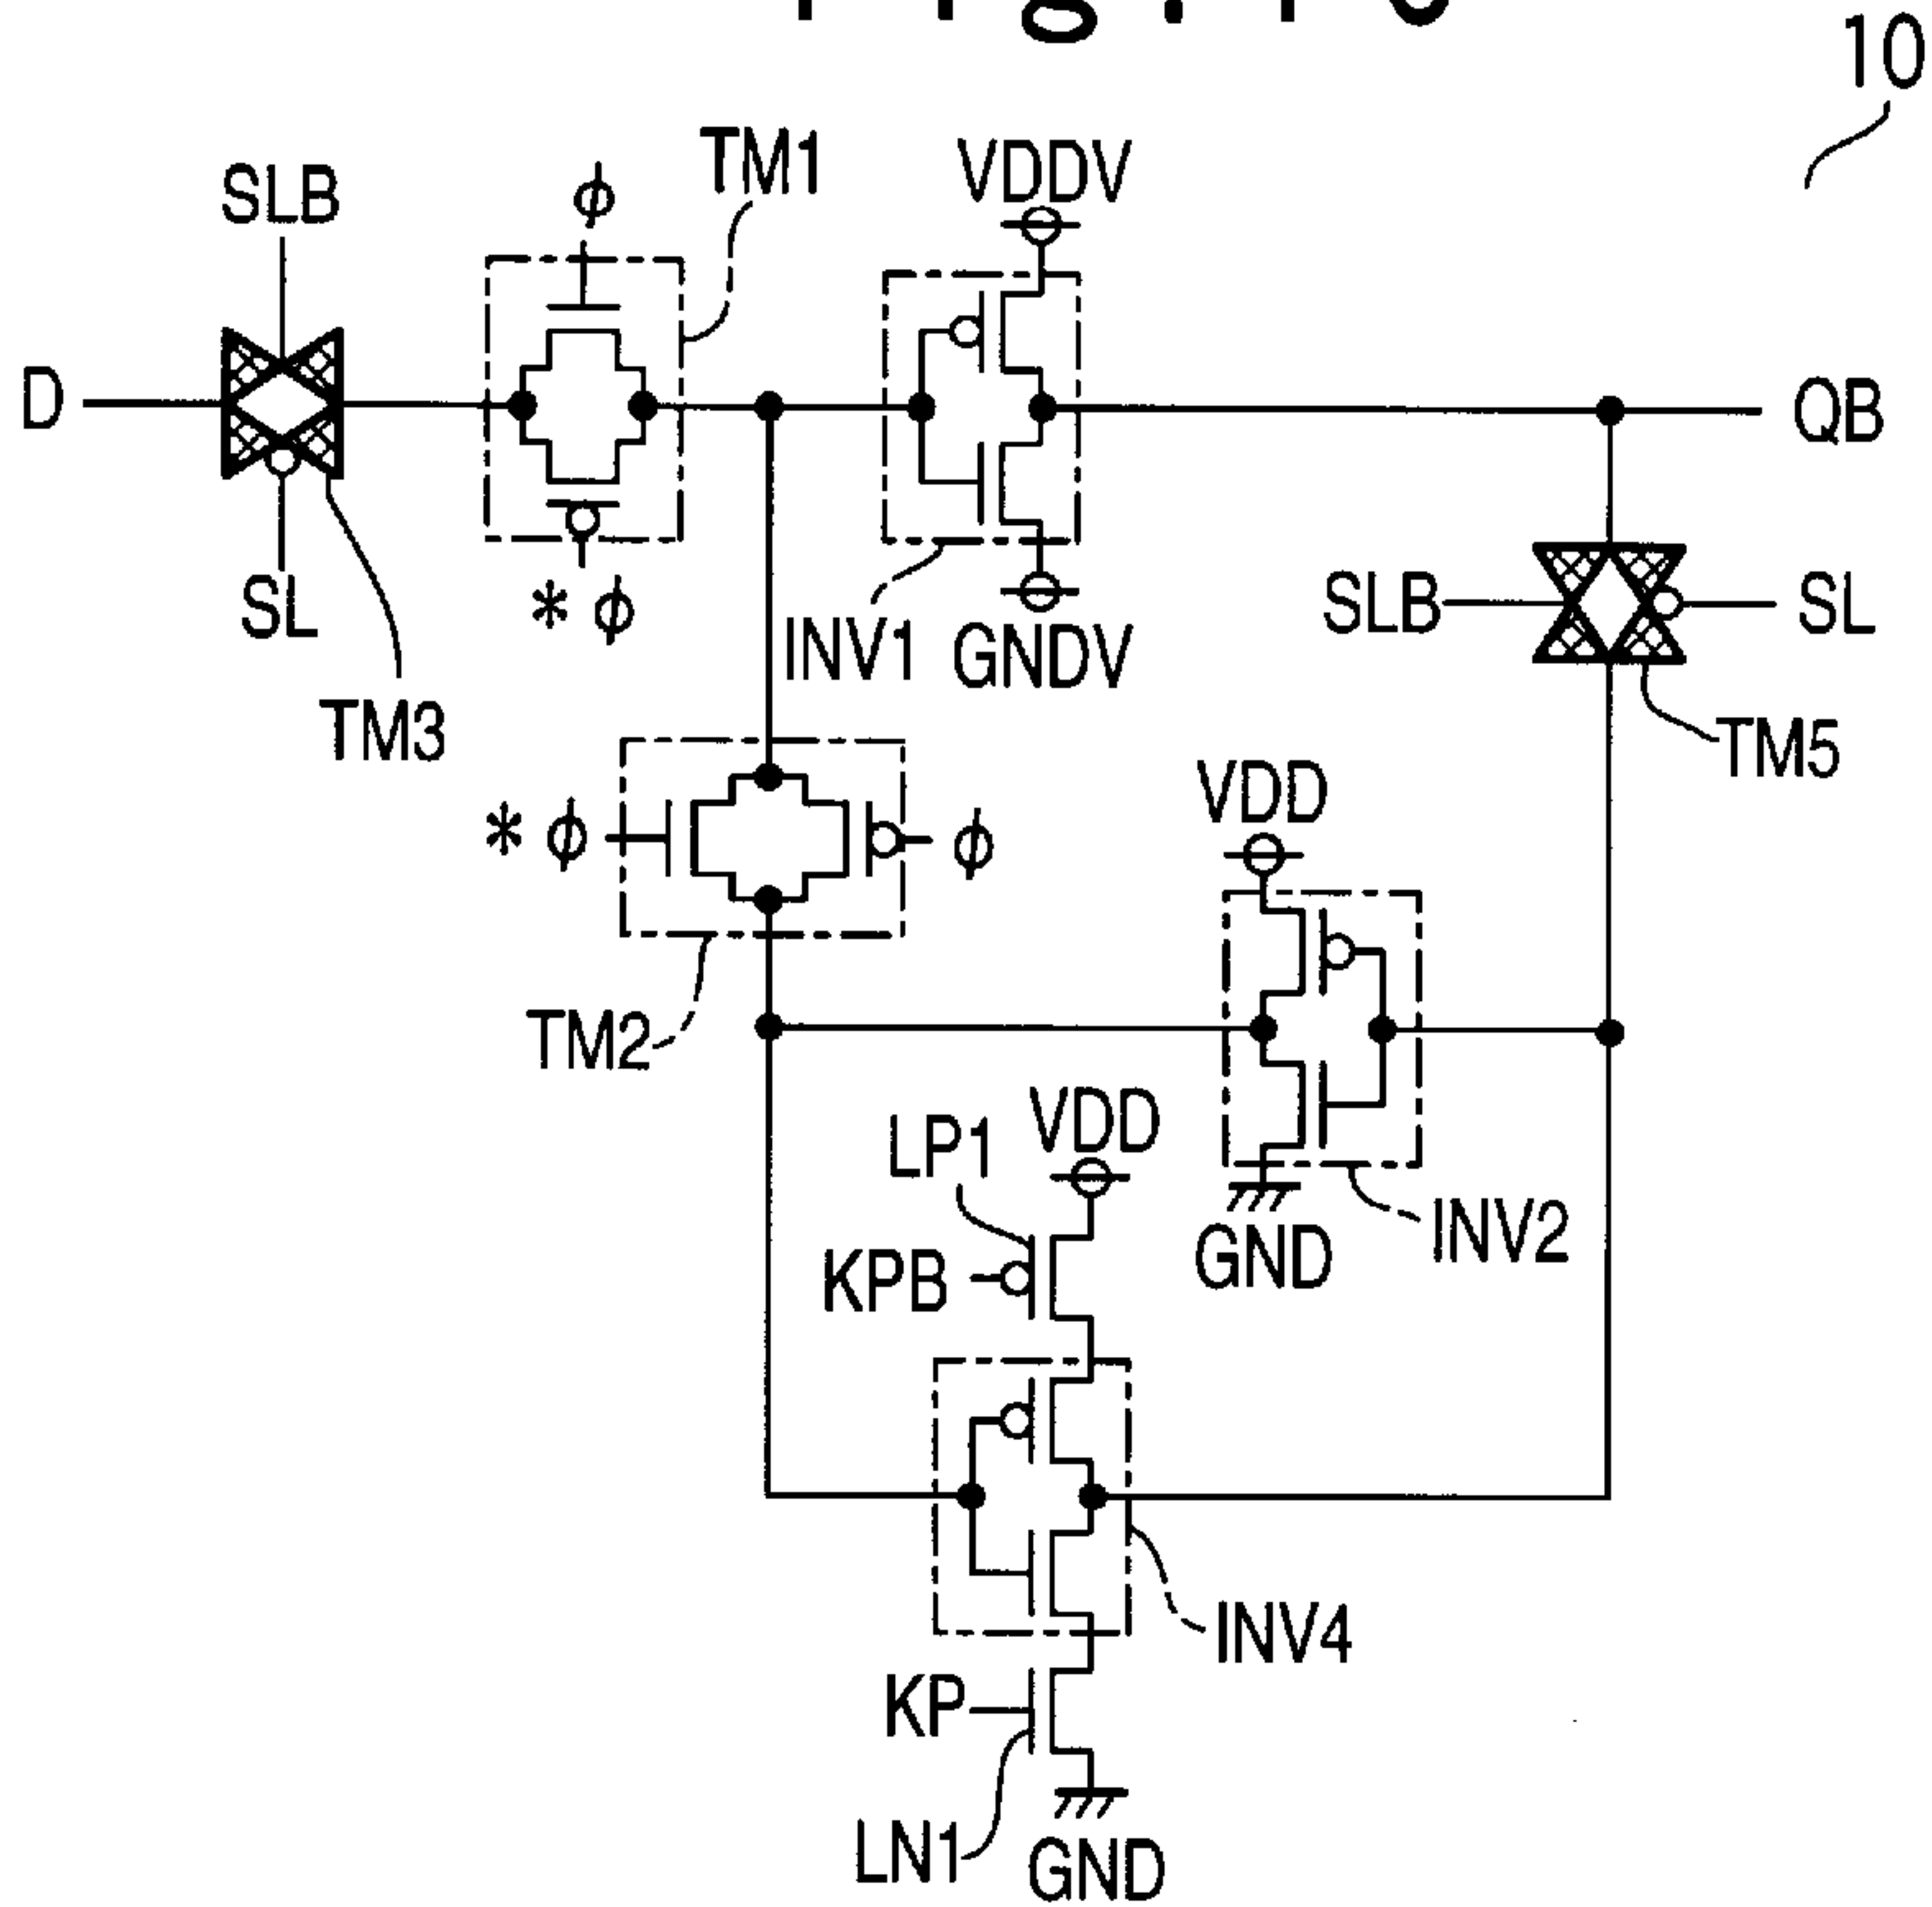 10
TM1
VDDV
SLB
φ
D
QB
SL
* φ
INV1
GNDV
SLB
SL
TM3
TM5
VDD
* φ
φ
TM2
LP1
VDD
KPB
GND
INV2
INV4
KP
LN1
GND